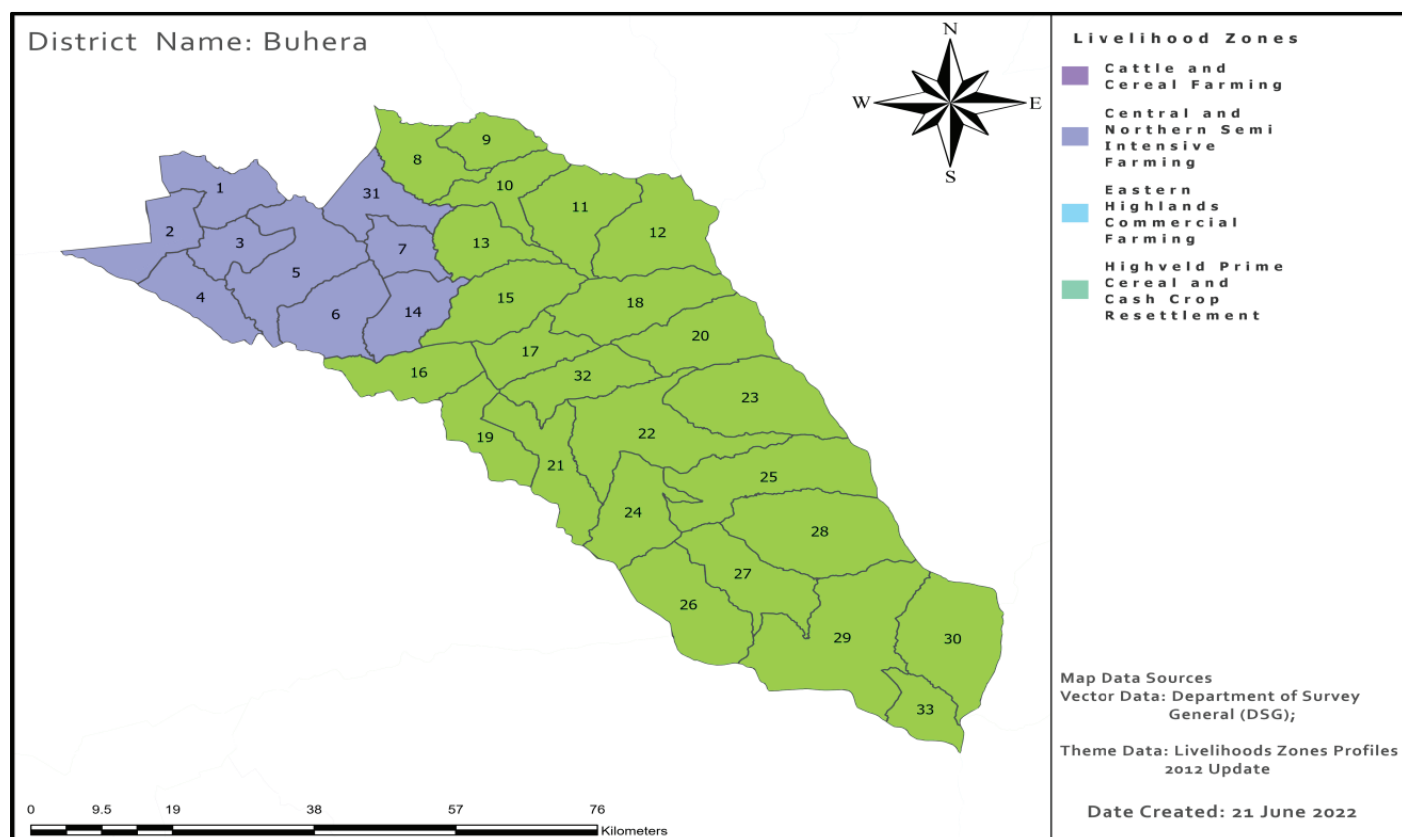 District Name: Buhera
N
W
E
S
1
2
3
4
5
6
7
31
14
8
9
10
11
12
13
15
18
20
17
16
32
23
19
21
22
25
24
28
27
26
29
30
33
0
9.5
19
38
57
76
Kilometers
Livelihood Zones
Cattle and
Cereal Farming
Central and
Northern Semi
Intensive
Farming
Eastern
Highlands
Commercial
Farming
Highveld Prime
Cereal and
Cash Crop
Resettlement
Map Data Sources
Vector Data: Department of Survey
General (DSG);
Theme Data: Livelihoods Zones Profiles
2012 Update
Date Created: 21 June 2022